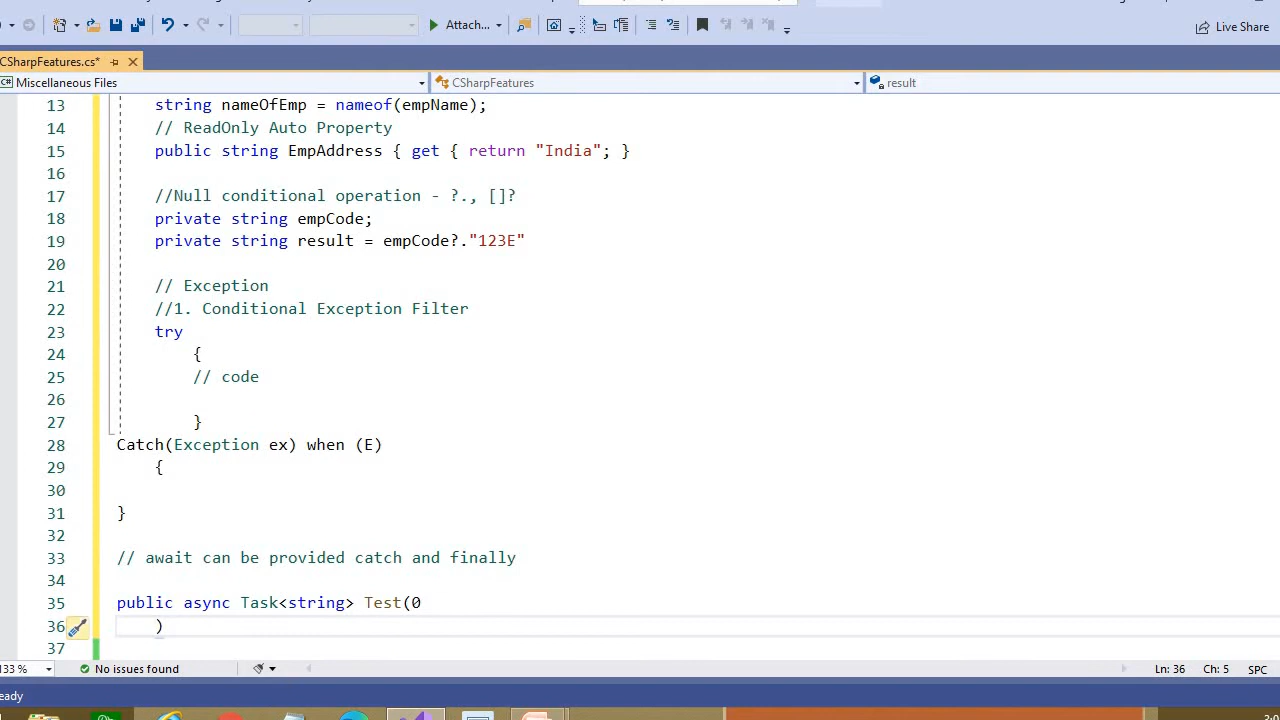 Attach...
Live Share
CSharpFeatures.cs*
Miscellaneous Files
CSharpFeatures
result
13 string nameOfEmp = nameof(empName);
14 // ReadOnly Auto Property
15 public string EmpAddress { get { return "India"; }
16
17 //Null conditional operation - ?., []?
18 private string empCode;
19 private string result = empCode?."123E"
20
21 // Exception
22 //1. Conditional Exception Filter
23 try
24 {
25 // code
26
27 }
28 Catch(Exception ex) when (E)
29 {
30
31 }
32
33 // await can be provided catch and finally
34
35 public async Task<string> Test(0
36 )
37
133 %
No issues found
Ln: 36
Ch: 5
SPC
eady